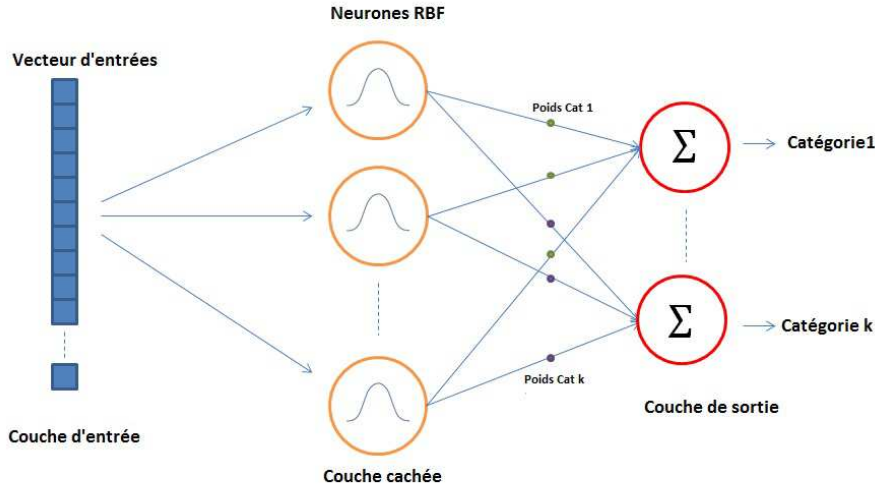 Neurones RBF
Vecteur d'entrées
Poids Cat 1
Σ
Catégorie1
Σ
Catégorie k
Poids Cat k
Couche de sortie
Couche d'entrée
Couche cachée